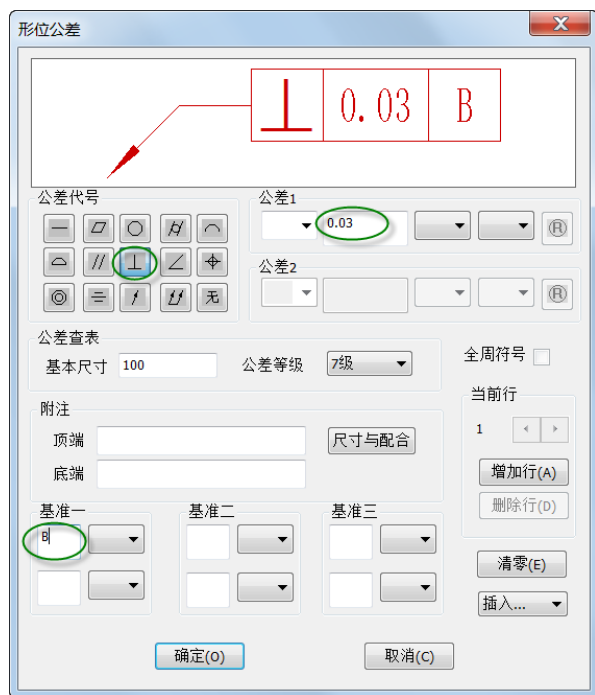 形位公差
0.03 B
公差代号
公差1
0.03
R
公差2
R
无
公差查表
基本尺寸 100
公差等级 7级
全周符号
附注
顶端
尺寸与配合
底端
当前行
1
增加行(A)
删除行(D)
基准一
基准二
基准三
B
清零(E)
插入...
确定(O)
取消(C)